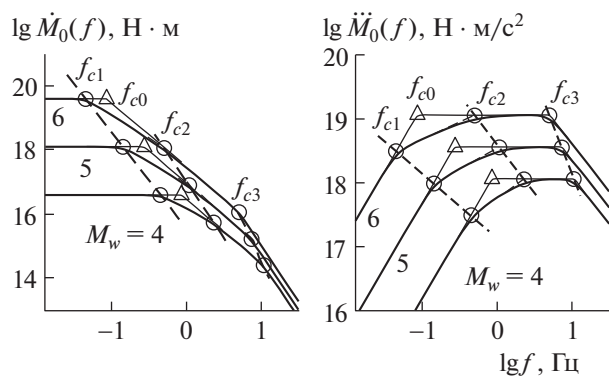 lg Ṁ₀(f), Н · м
lg M⃛₀(f), Н · м/с²
20
18
16
14
f_c1
f_c0
f_c2
f_c3
6
5
M_w = 4
−1
0
1
20
19
18
17
16
f_c0
f_c2
f_c3
f_c1
6
5
M_w = 4
−1
0
1
lg f, Гц